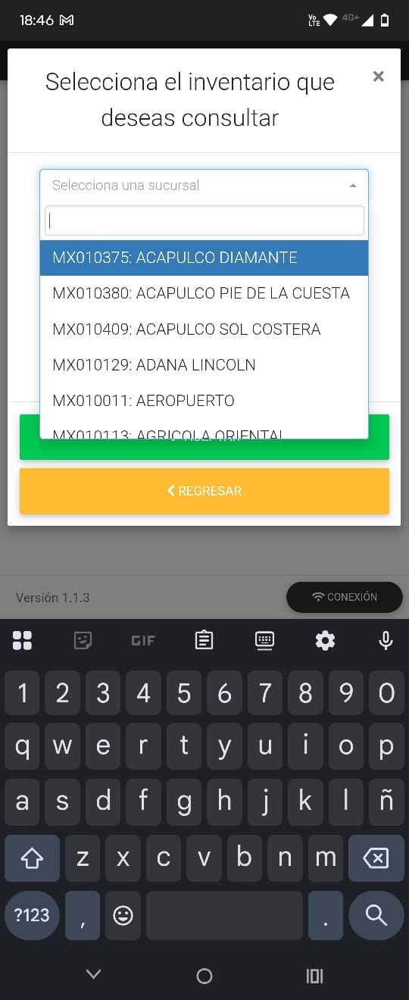 18:46
Vo LTE 4G+
Selecciona el inventario que
deseas consultar
×
Selecciona una sucursal
MX010375: ACAPULCO DIAMANTE
MX010380: ACAPULCO PIE DE LA CUESTA
MX010409: ACAPULCO SOL COSTERA
MX010129: ADANA LINCOLN
MX010011: AEROPUERTO
MX010113: AGRICOLA ORIENTAL
REGRESAR
Versión 1.1.3
CONEXIÓN
GIF
1 2 3 4 5 6 7 8 9 0
q w e r t y u i o p
a s d f g h j k l ñ
z x c v b n m
?123 , .